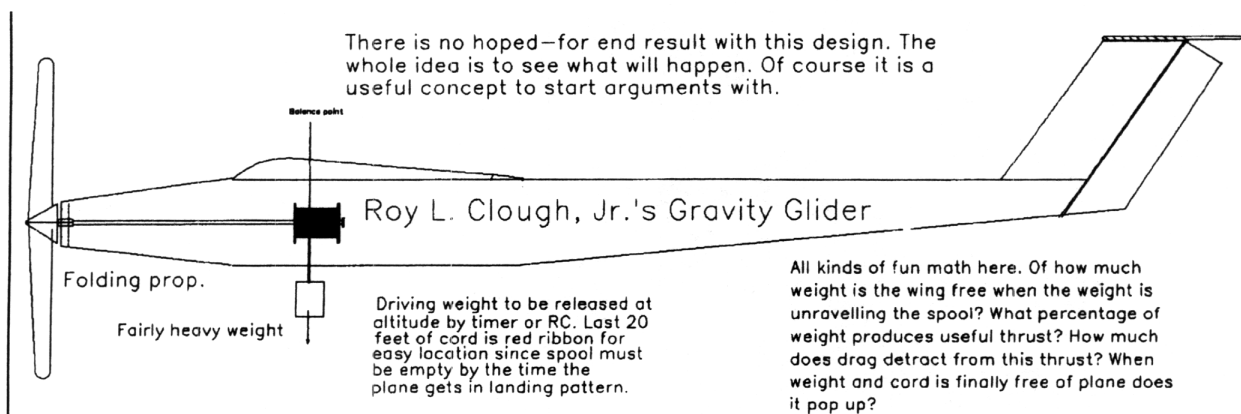 There is no hoped-for end result with this design. The
whole idea is to see what will happen. Of course it is a
useful concept to start arguments with.
Balance point
Roy L. Clough, Jr.'s Gravity Glider
Folding prop.
Fairly heavy weight
Driving weight to be released at
altitude by timer or RC. Last 20
feet of cord is red ribbon for
easy location since spool must
be empty by the time the
plane gets in landing pattern.
All kinds of fun math here. Of how much
weight is the wing free when the weight is
unravelling the spool? What percentage of
weight produces useful thrust? How much
does drag detract from this thrust? When
weight and cord is finally free of plane does
it pop up?